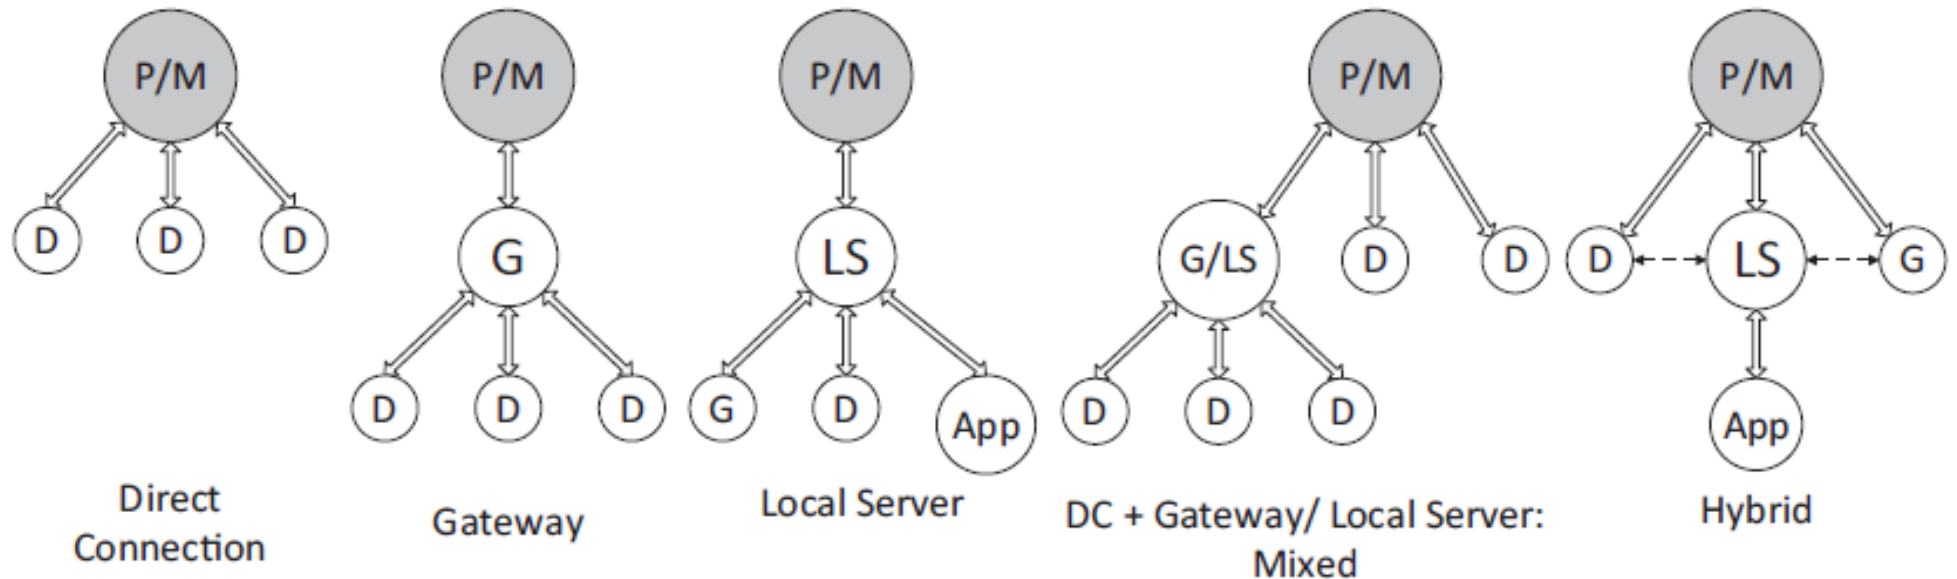 P/M
D
D
D
Direct
Connection
P/M
G
D
D
D
Gateway
P/M
LS
G
D
App
Local Server
P/M
G/LS
D
D
D
D
D
DC + Gateway/ Local Server:
Mixed
P/M
D
LS
G
App
Hybrid